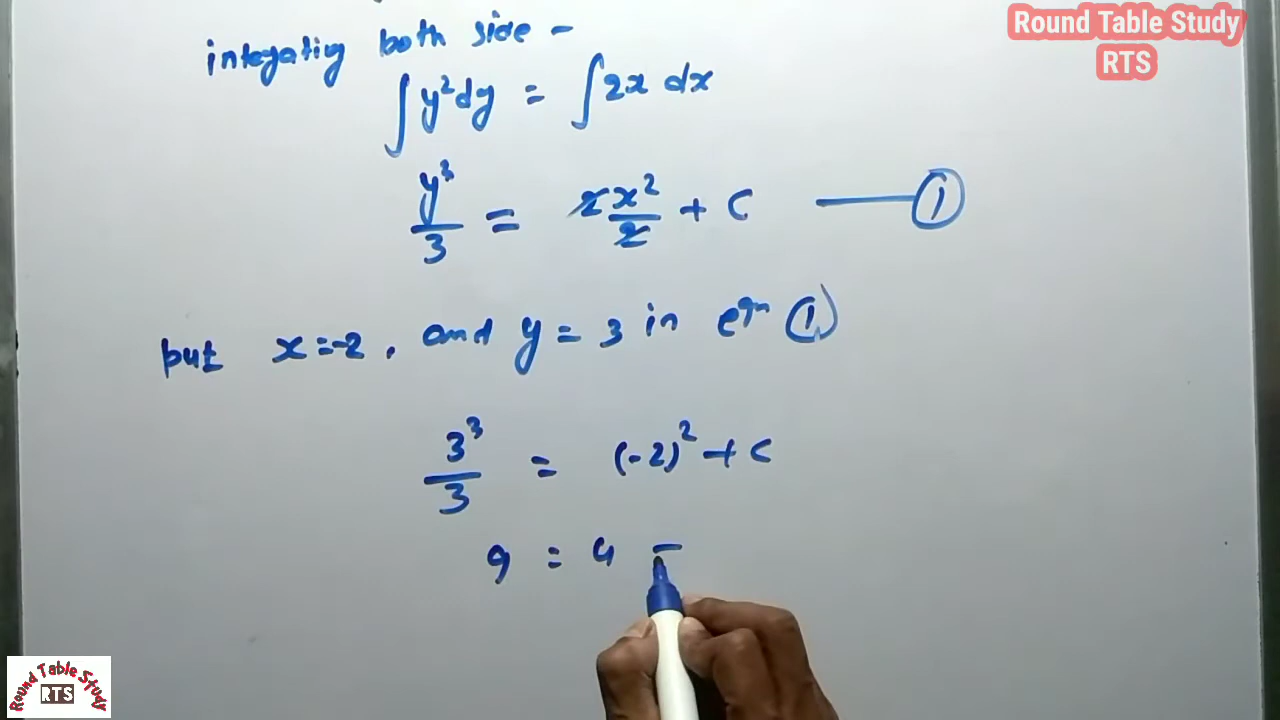 Round Table Study
RTS
integating both side -
∫y²dy = ∫2x dx
y³/3 = 2x²/2 + C —— ①
put x=-2, and y = 3 in eqn ①
3³/3 = (-2)² + C
9 = 4 -
Round Table Study
RTS